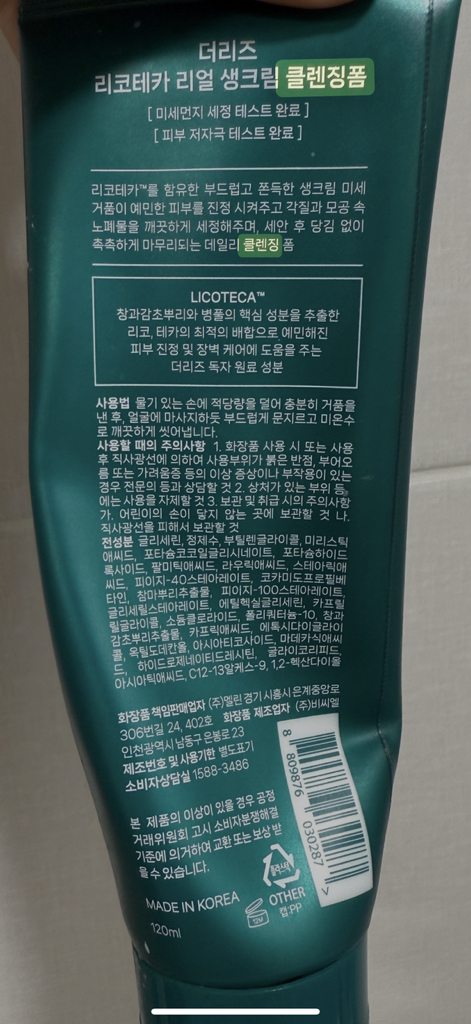 더리즈
리코테카 리얼 생크림 클렌징폼
[ 미세먼지 세정 테스트 완료 ]
[ 피부 저자극 테스트 완료 ]
리코테카™를 함유한 부드럽고 쫀득한 생크림 미세
거품이 예민한 피부를 진정 시켜주고 각질과 모공 속
노폐물을 깨끗하게 세정해주며, 세안 후 당김 없이
촉촉하게 마무리되는 데일리 클렌징 폼
LICOTECA™
창과감초뿌리와 병풀의 핵심 성분을 추출한
리코, 테카의 최적의 배합으로 예민해진
피부 진정 및 장벽 케어에 도움을 주는
더리즈 독자 원료 성분
사용법 물기 있는 손에 적당량을 덜어 충분히 거품을
낸 후, 얼굴에 마사지하듯 부드럽게 문지르고 미온수
로 깨끗하게 씻어냅니다.
사용할 때의 주의사항 1. 화장품 사용 시 또는 사용
후 직사광선에 의하여 사용부위가 붉은 반점, 부어오
름 또는 가려움증 등의 이상 증상이나 부작용이 있는
경우 전문의 등과 상담할 것 2. 상처가 있는 부위 등
에는 사용을 자제할 것 3. 보관 및 취급 시의 주의사항
가. 어린이의 손이 닿지 않는 곳에 보관할 것 나.
직사광선을 피해서 보관할 것
전성분 글리세린, 정제수, 부틸렌글라이콜, 미리스틱
애씨드, 포타슘코코일글리시네이트, 포타슘하이드
록사이드, 팔미틱애씨드, 라우릭애씨드, 스테아릭애
씨드, 피이지-40스테아레이트, 코카미도프로필베
타인, 창마뿌리추출물, 피이지-100스테아레이트,
글리세릴스테아레이트, 에틸헥실글리세린, 카프릴
릴글라이콜, 소듐클로라이드, 폴리쿼터늄-10, 창과
감초뿌리추출물, 카프릭애씨드, 에톡시다이글라이
콜, 옥틸도데칸올, 아시아티코사이드, 마데카식애씨
드, 하이드로제네이티드레시틴, 글라이코리피드,
아시아틱애씨드, C12-13알케스-9, 1,2-헥산다이올
화장품 책임판매업자 (주)멜린 경기 시흥시 은계중앙로
306번길 24, 402호 화장품 제조업자 (주)비씨엘
인천광역시 남동구 은봉로 23
제조번호 및 사용기한 별도표기
소비자상담실 1588-3486
본 제품의 이상이 있을 경우 공정
거래위원회 고시 소비자분쟁해결
기준에 의거하여 교환 또는 보상 받
을 수 있습니다.
8 809876 030287 >
MADE IN KOREA
120ml
12M
플라스틱
OTHER
캡:PP